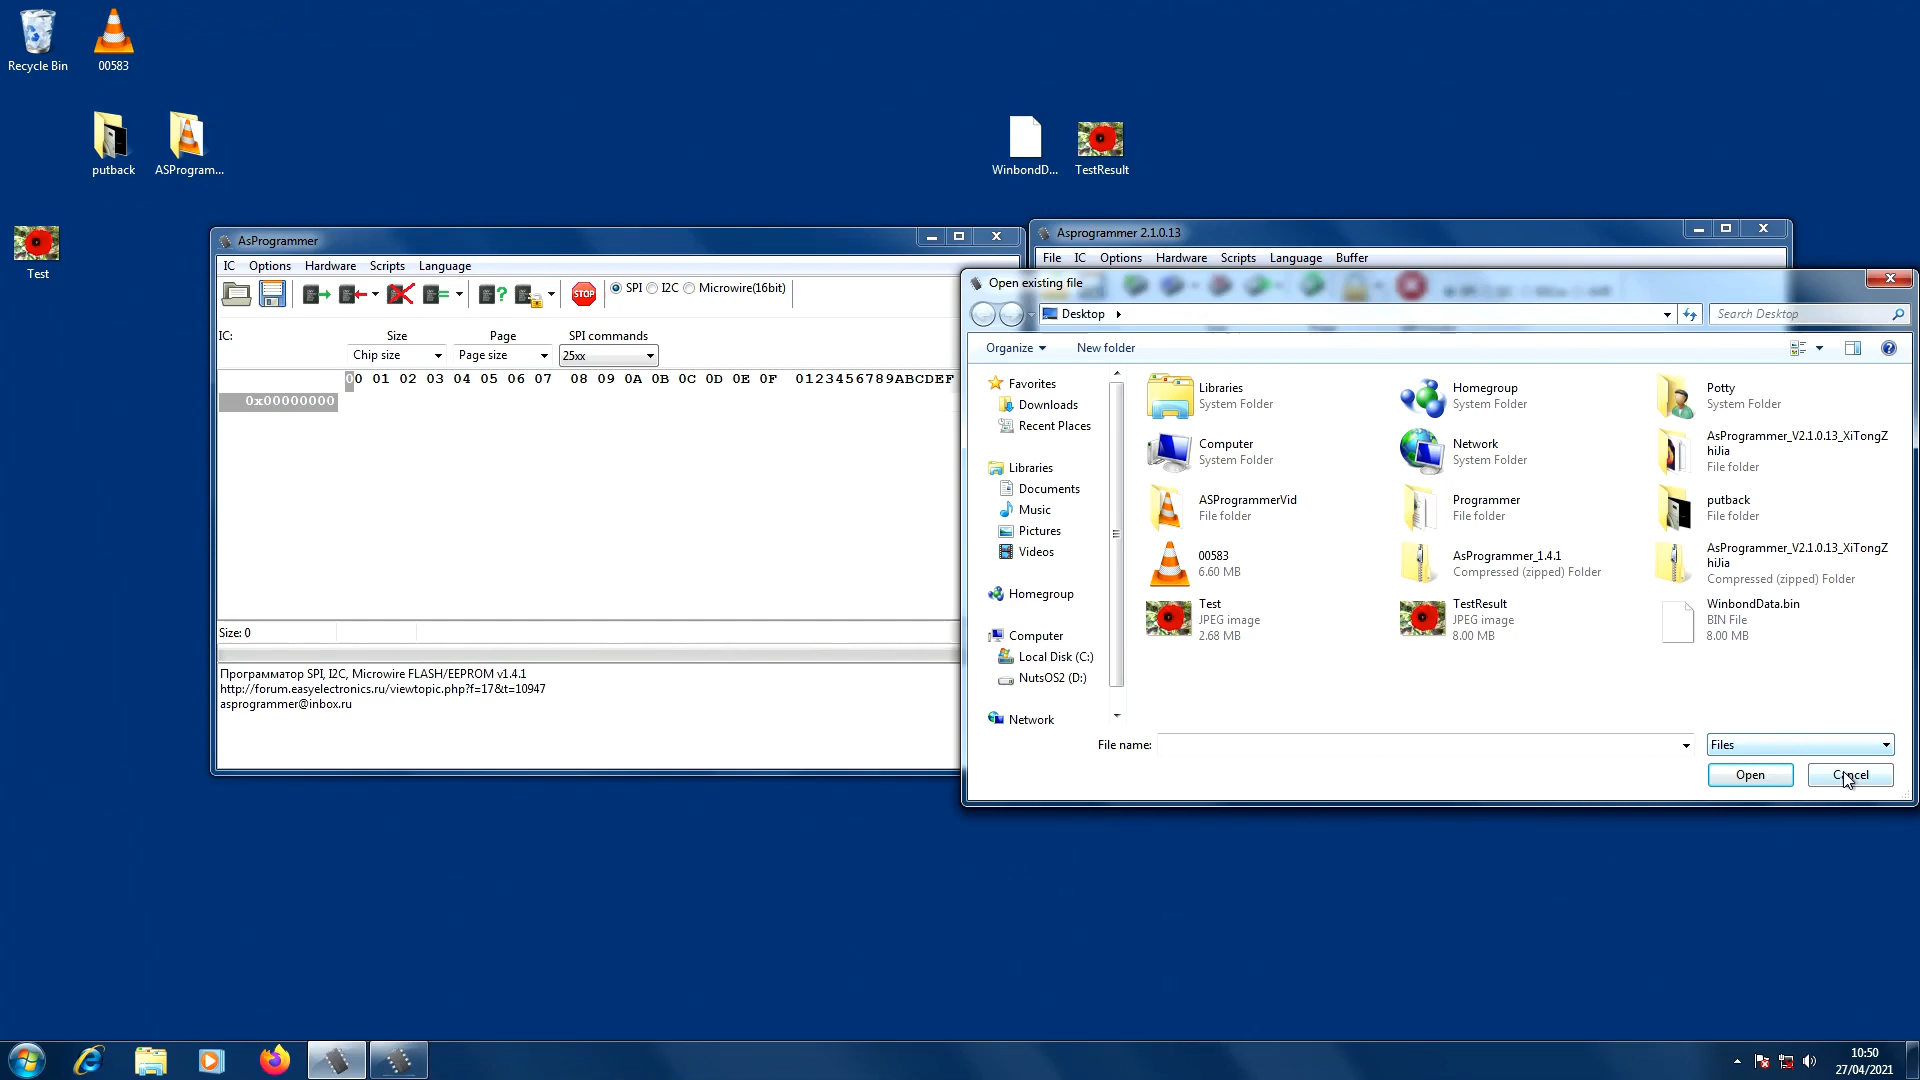 Recycle Bin
00583
putback
ASProgram...
WinbondD...
TestResult
Test
AsProgrammer
IC Options Hardware Scripts Language
STOP
SPI I2C Microwire(16bit)
IC:
Size Page SPI commands
Chip size Page size 25xx
00 01 02 03 04 05 06 07 08 09 0A 0B 0C 0D 0E 0F 0123456789ABCDEF
0x00000000
Size: 0
Программатор SPI, I2C, Microwire FLASH/EEPROM v1.4.1
http://forum.easyelectronics.ru/viewtopic.php?f=17&t=10947
asprogrammer@inbox.ru
Asprogrammer 2.1.0.13
File IC Options Hardware Scripts Language Buffer
Open existing file
Desktop
Search Desktop
Organize New folder
Favorites
Downloads
Recent Places
Libraries
Documents
Music
Pictures
Videos
Homegroup
Computer
Local Disk (C:)
NutsOS2 (D:)
Network
Libraries
System Folder
Homegroup
System Folder
Potty
System Folder
Computer
System Folder
Network
System Folder
AsProgrammer_V2.1.0.13_XiTongZ
hiJia
File folder
ASProgrammerVid
File folder
Programmer
File folder
putback
File folder
00583
6.60 MB
AsProgrammer_1.4.1
Compressed (zipped) Folder
AsProgrammer_V2.1.0.13_XiTongZ
hiJia
Compressed (zipped) Folder
Test
JPEG image
2.68 MB
TestResult
JPEG image
8.00 MB
WinbondData.bin
BIN File
8.00 MB
File name:
Files
Open
Cancel
10:50
27/04/2021